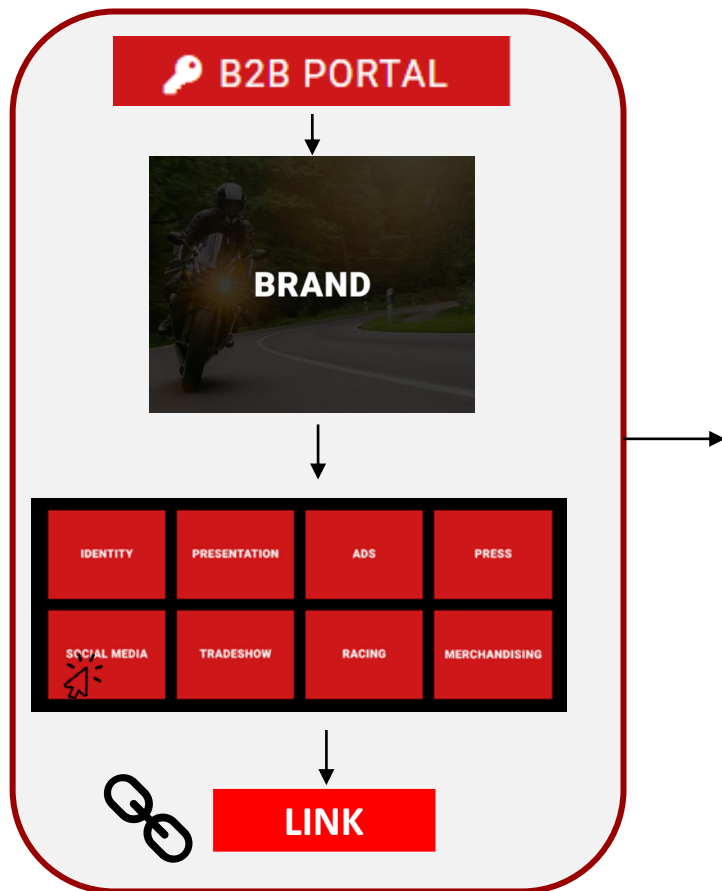 B2B PORTAL
BRAND
IDENTITY PRESENTATION ADS PRESS
SOCIAL MEDIA TRADESHOW RACING MERCHANDISING
LINK